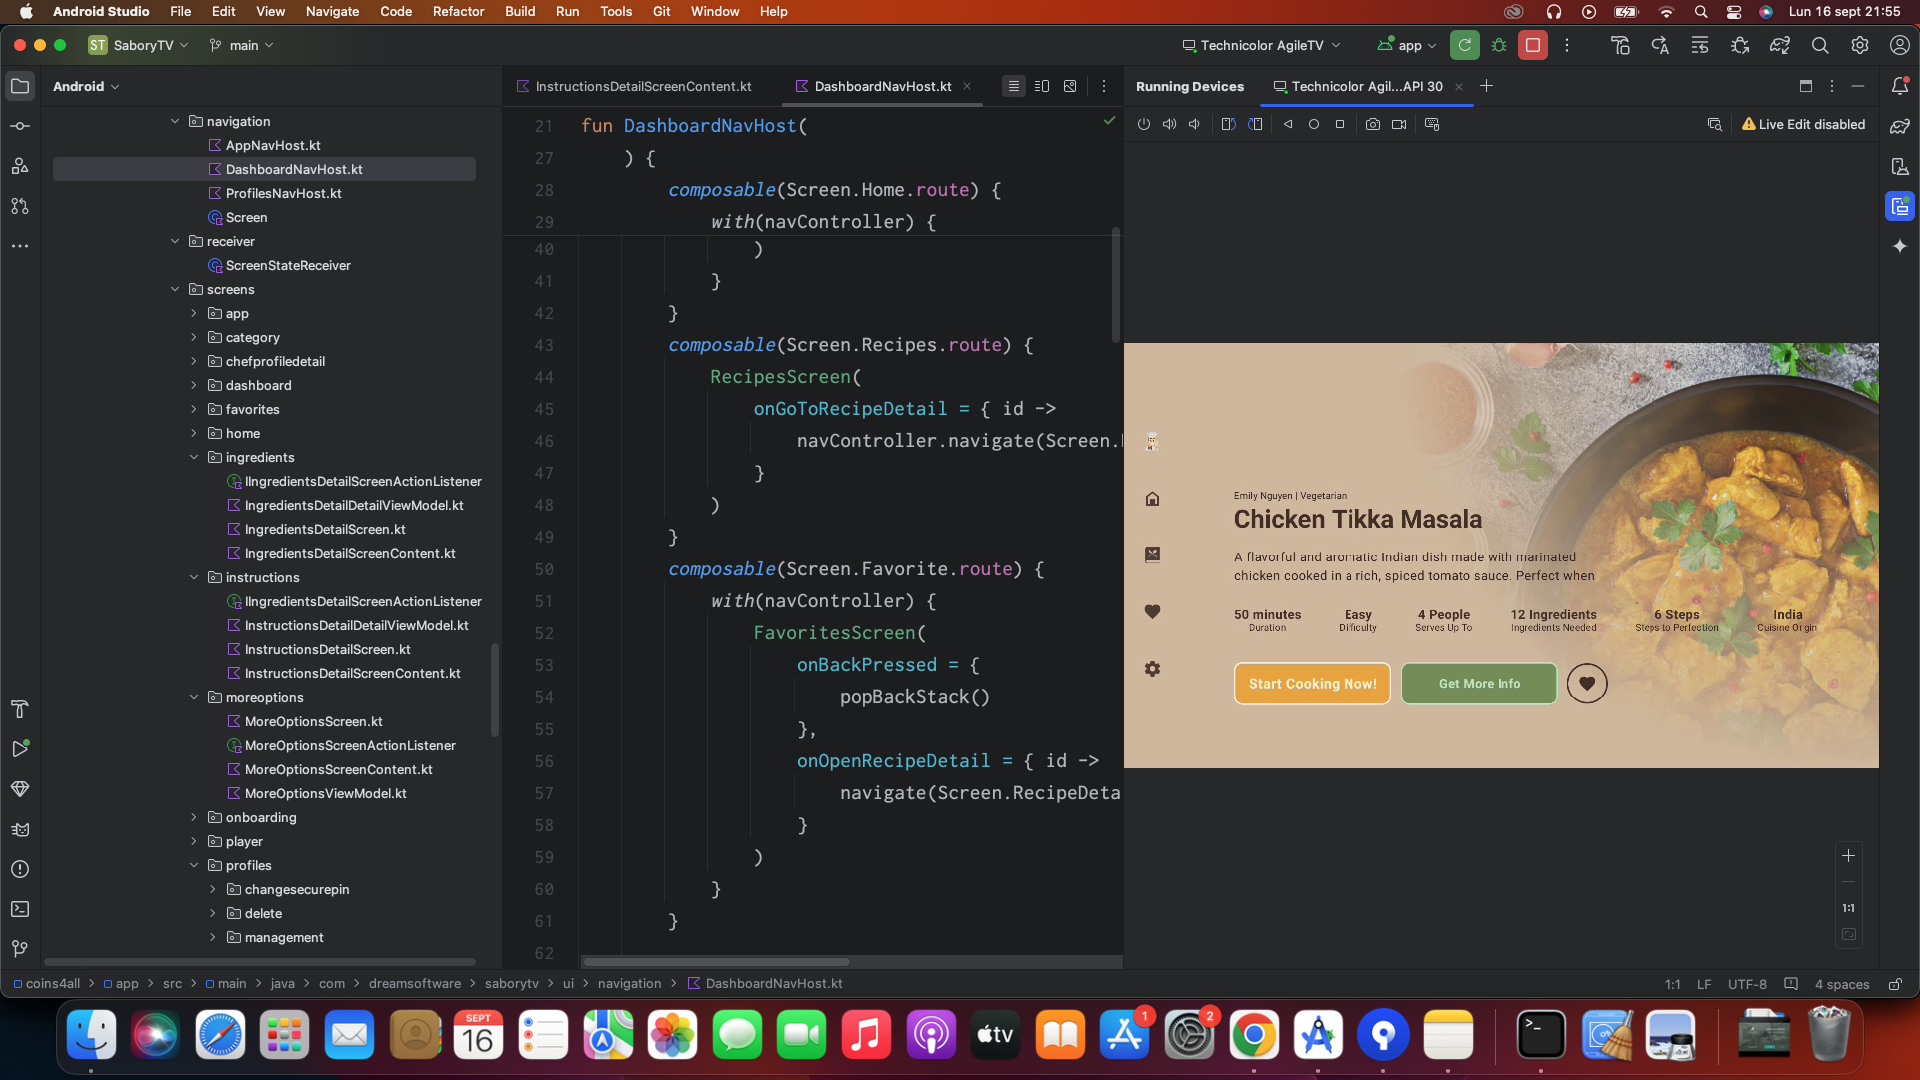 Android Studio File Edit View Navigate Code Refactor Build Run Tools Git Window Help Lun 16 sept 21:55
ST SaboryTV main Technicolor AgileTV app
Android
navigation
AppNavHost.kt
DashboardNavHost.kt
ProfilesNavHost.kt
Screen
receiver
ScreenStateReceiver
screens
app
category
chefprofiledetail
dashboard
favorites
home
ingredients
IIngredientsDetailScreenActionListener
IngredientsDetailDetailViewModel.kt
IngredientsDetailScreen.kt
IngredientsDetailScreenContent.kt
instructions
IIngredientsDetailScreenActionListener
InstructionsDetailDetailViewModel.kt
InstructionsDetailScreen.kt
InstructionsDetailScreenContent.kt
moreoptions
MoreOptionsScreen.kt
MoreOptionsScreenActionListener
MoreOptionsScreenContent.kt
MoreOptionsViewModel.kt
onboarding
player
profiles
changesecurepin
delete
management
InstructionsDetailScreenContent.kt DashboardNavHost.kt
21 fun DashboardNavHost(
27 ) {
28 composable(Screen.Home.route) {
29 with(navController) {
40 )
41 }
42 }
43 composable(Screen.Recipes.route) {
44 RecipesScreen(
45 onGoToRecipeDetail = { id ->
46 navController.navigate(Screen.
47 }
48 )
49 }
50 composable(Screen.Favorite.route) {
51 with(navController) {
52 FavoritesScreen(
53 onBackPressed = {
54 popBackStack()
55 },
56 onOpenRecipeDetail = { id ->
57 navigate(Screen.RecipeDeta
58 }
59 )
60 }
61 }
62
Running Devices Technicolor Agil...API 30
Live Edit disabled
Emily Nguyen | Vegetarian
Chicken Tikka Masala
A flavorful and aromatic Indian dish made with marinated
chicken cooked in a rich, spiced tomato sauce. Perfect when
50 minutes Easy 4 People 12 Ingredients 6 Steps India
Duration Difficulty Serves Up To Ingredients Needed Steps to Perfection Cuisine Origin
Start Cooking Now! Get More Info
1:1
coins4all > app > src > main > java > com > dreamsoftware > saborytv > ui > navigation > DashboardNavHost.kt 1:1 LF UTF-8 4 spaces
SEPT
16
tv
1
2
>_